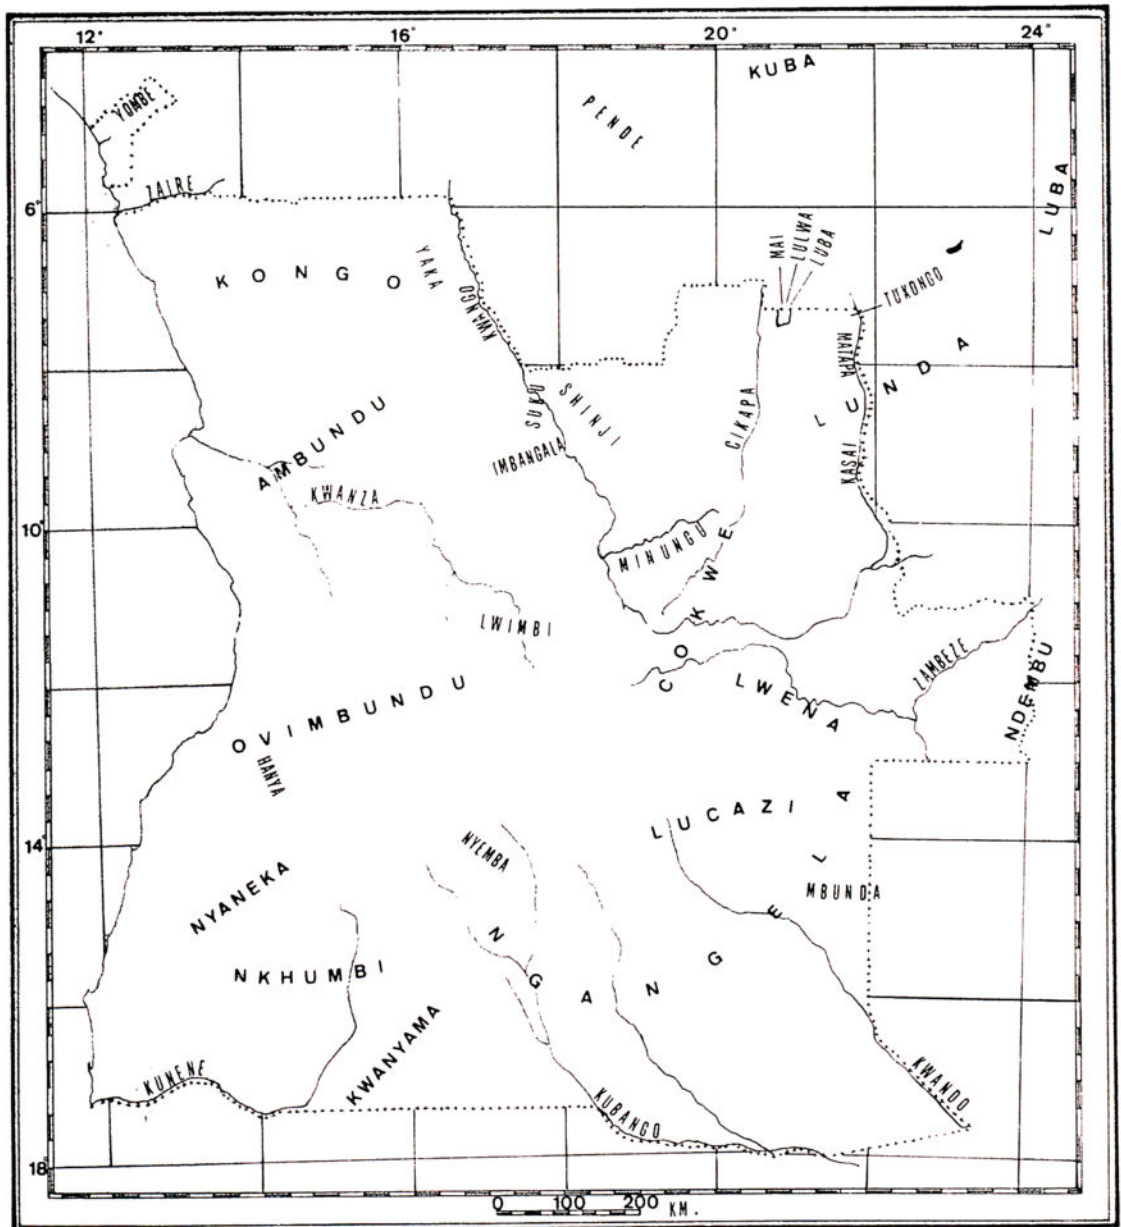 12° 16° 20° 24°
KUBA
YOMBE
PENDE
ZAIRE
LUBA
6°
MAI
LULWA
LUBA
KONGO
YAKA
KWANGO
TUKONGO
MATAPA
LUNDA
SUKU
SHINJI
CIKAPA
AMBUNDU
IMBANGALA
KASAI
KWANZA
10°
MINUNGU
COKWE
LWIMBI
ZAMBEZE
NDEMBU
OVIMBUNDU
LWENA
HANYA
LUCAZI
14°
NYEMBA
MBUNDA
NYANEKA
NGANGELA
NKHUMBI
KWANYAMA
KUNENE
KUBANGO
KWANDO
18°
0 100 200 KM.